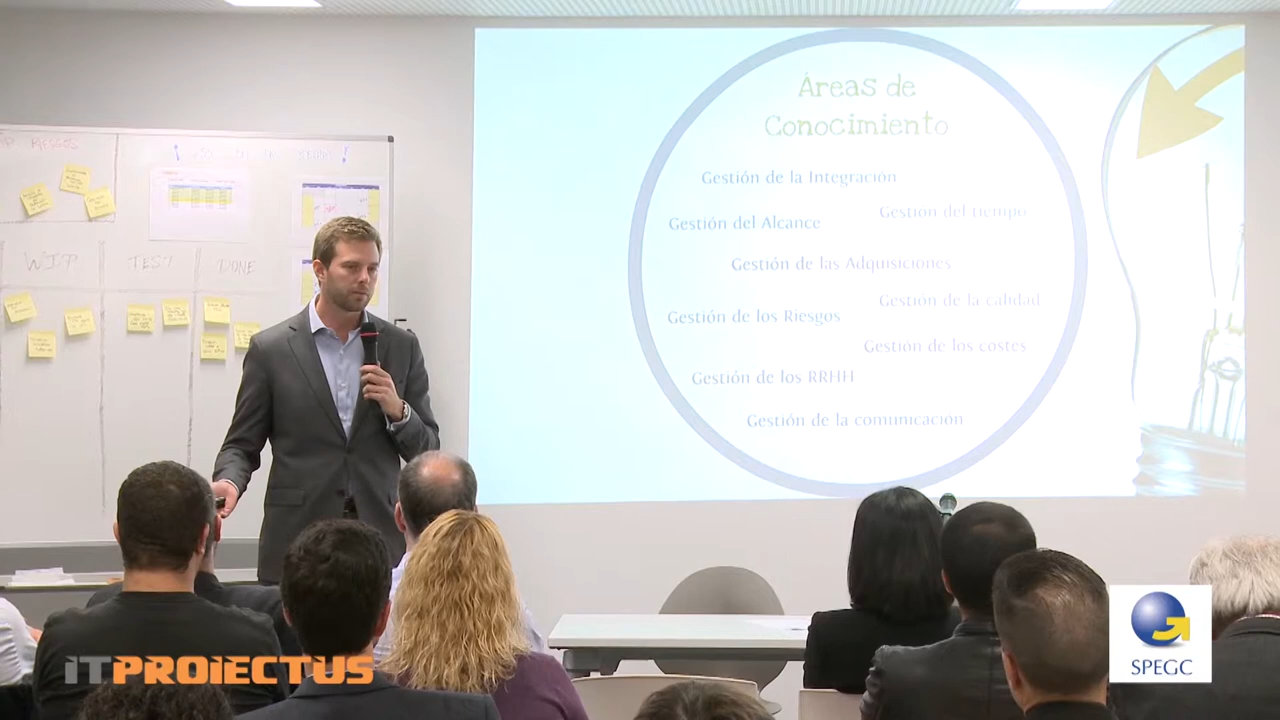 RIESGOS
WIP
TEST
DONE
Áreas de
Conocimiento
Gestión de la Integración
Gestión del tiempo
Gestión del Alcance
Gestión de las Adquisiciones
Gestión de la calidad
Gestión de los Riesgos
Gestión de los costes
Gestión de los RRHH
Gestión de la comunicación
ITPROIECTUS
SPEGC